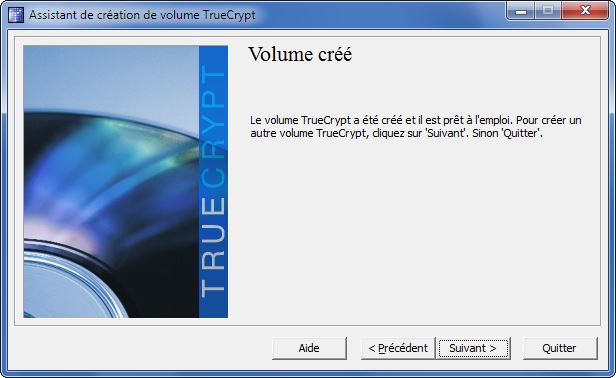 Assistant de création de volume TrueCrypt
TRUECRYPT
Volume créé
Le volume TrueCrypt a été créé et il est prêt à l'emploi. Pour créer un
autre volume TrueCrypt, cliquez sur 'Suivant'. Sinon 'Quitter'.
Aide
< Précédent
Suivant >
Quitter